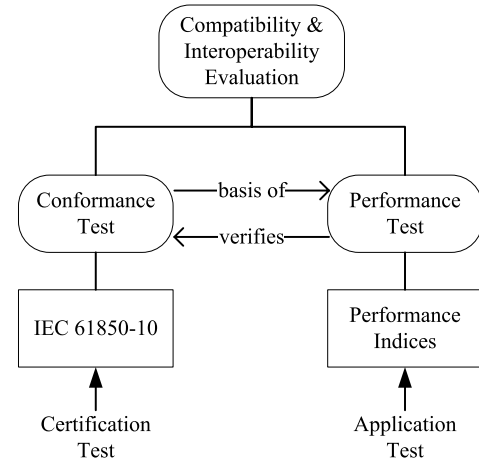 Compatibility &
Interoperability
Evaluation
basis of
Conformance
Test
Performance
Test
verifies
IEC 61850-10
Performance
Indices
Certification
Test
Application
Test